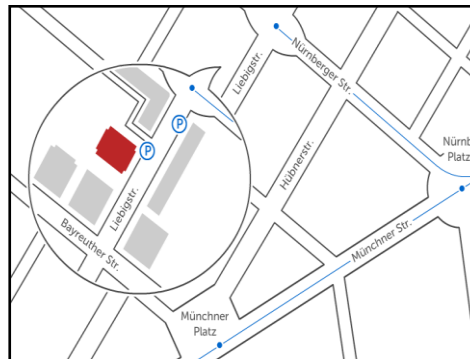 Liebigstr.
Nürnberger Str.
Nürnb
Platz
Hübnerstr.
P
P
Liebigstr.
Bayreuther Str.
Münchner Str.
Münchner
Platz